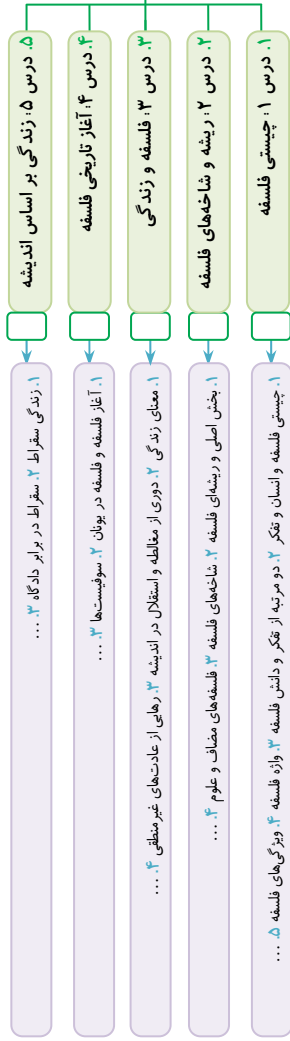 ۱. درس ۱: چیستی فلسفه
۱. چیستی فلسفه و انسان و تفکر ۲. دو مرتبه از تفکر و دانش فلسفه ۳. واژه فلسفه ۴. ویژگی‌های فلسفه ۵. ...
۲. درس ۲: ریشه و شاخه‌های فلسفه
۱. بخش اصلی و ریشه‌ای فلسفه ۲. شاخه‌های فلسفه ۳. فلسفه‌های مضاف و علوم ۴. ...
۳. درس ۳: فلسفه و زندگی
۱. معنای زندگی ۲. دوری از مغالطه و استقلال در اندیشه ۳. رهایی از عادت‌های غیرمنطقی ۴. ...
۴. درس ۴: آغاز تاریخی فلسفه
۱. آغاز فلسفه و فلسفه در یونان ۲. سوفیست‌ها ۳. ...
۵. درس ۵: زندگی بر اساس اندیشه
۱. زندگی سقراط ۲. سقراط در برابر دادگاه ۳. ...